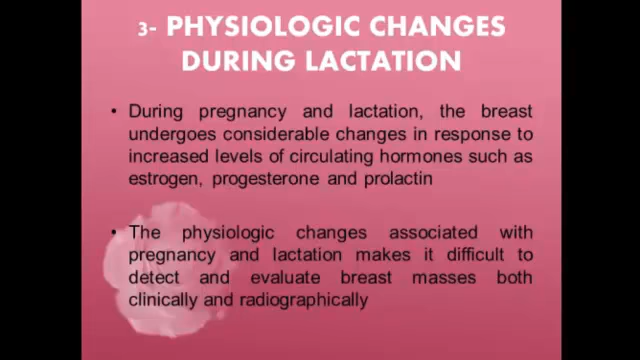 3- PHYSIOLOGIC CHANGES
DURING LACTATION
• During pregnancy and lactation, the breast
undergoes considerable changes in response to
increased levels of circulating hormones such as
estrogen, progesterone and prolactin
• The physiologic changes associated with
pregnancy and lactation makes it difficult to
detect and evaluate breast masses both
clinically and radiographically